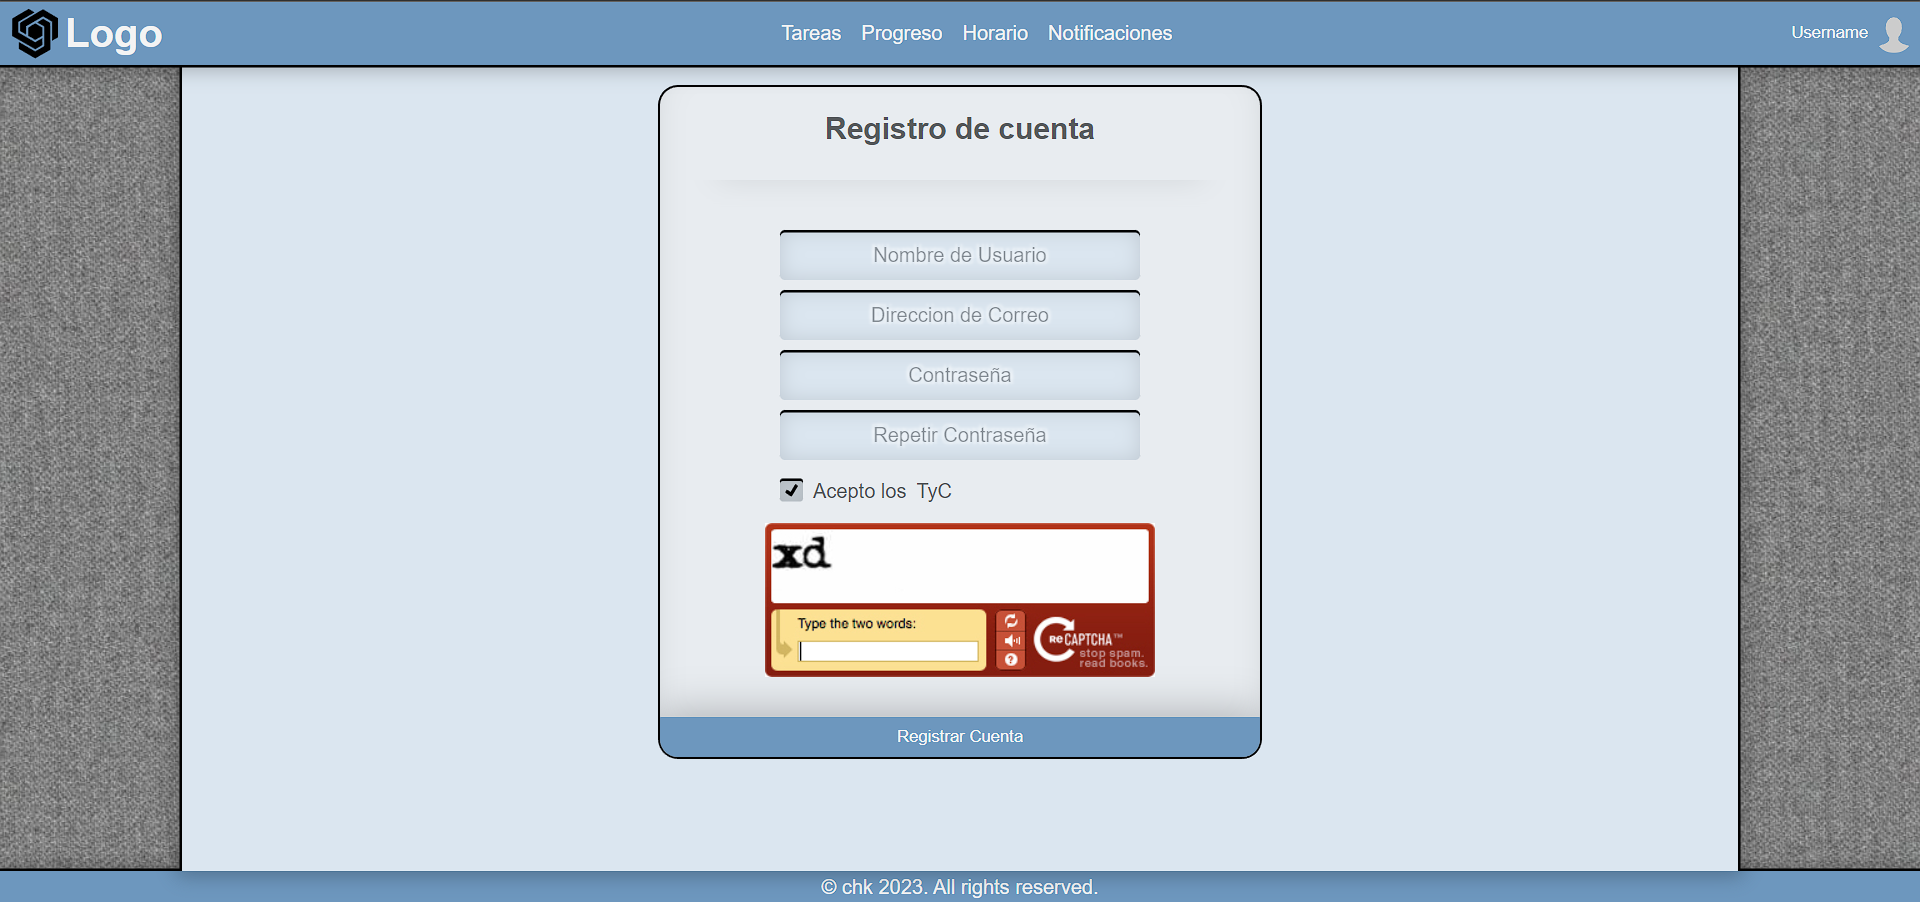 Logo
Tareas Progreso Horario Notificaciones
Username
Registro de cuenta
Nombre de Usuario
Direccion de Correo
Contraseña
Repetir Contraseña
Acepto los TyC
xd
Type the two words:
reCAPTCHA™
stop spam.
read books.
Registrar Cuenta
© chk 2023. All rights reserved.